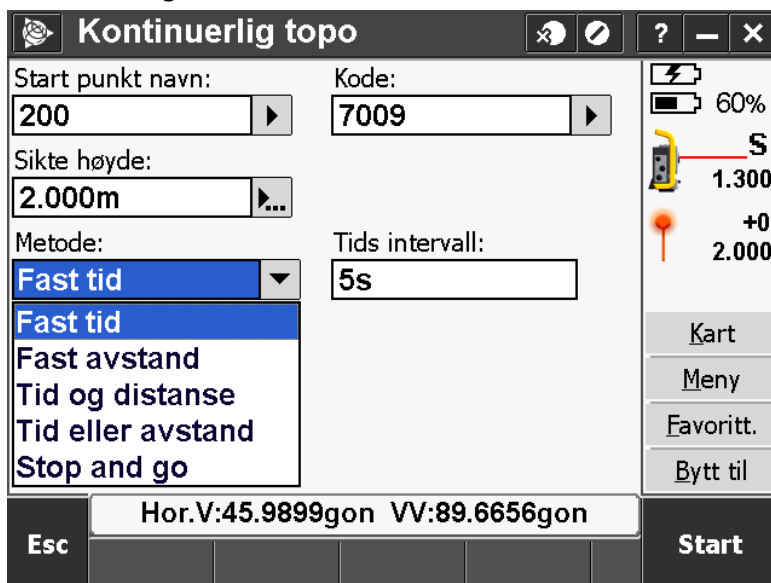 Kontinuerlig topo
? – ×
Start punkt navn:
Kode:
200
7009
Sikte høyde:
2.000m
...
Metode:
Tids intervall:
Fast tid
5s
Fast tid
Fast avstand
Tid og distanse
Tid eller avstand
Stop and go
60%
S
1.300
+0
2.000
Kart
Meny
Favoritt.
Bytt til
Hor.V:45.9899gon VV:89.6656gon
Esc
Start